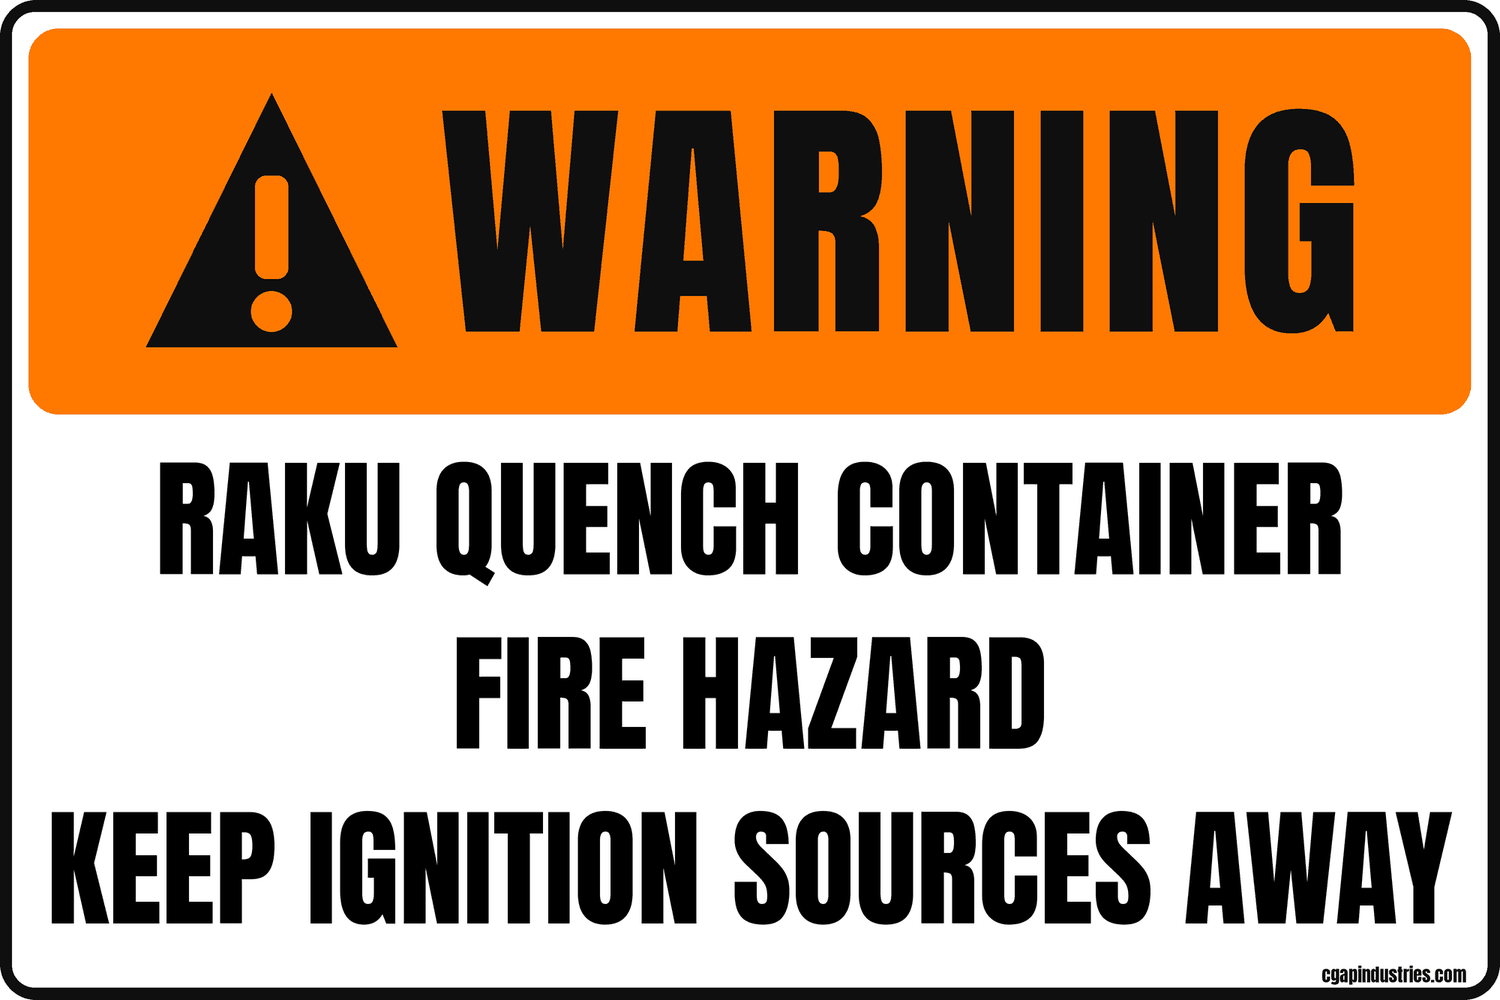 WARNING
RAKU QUENCH CONTAINER
FIRE HAZARD
KEEP IGNITION SOURCES AWAY
cgapindustries.com